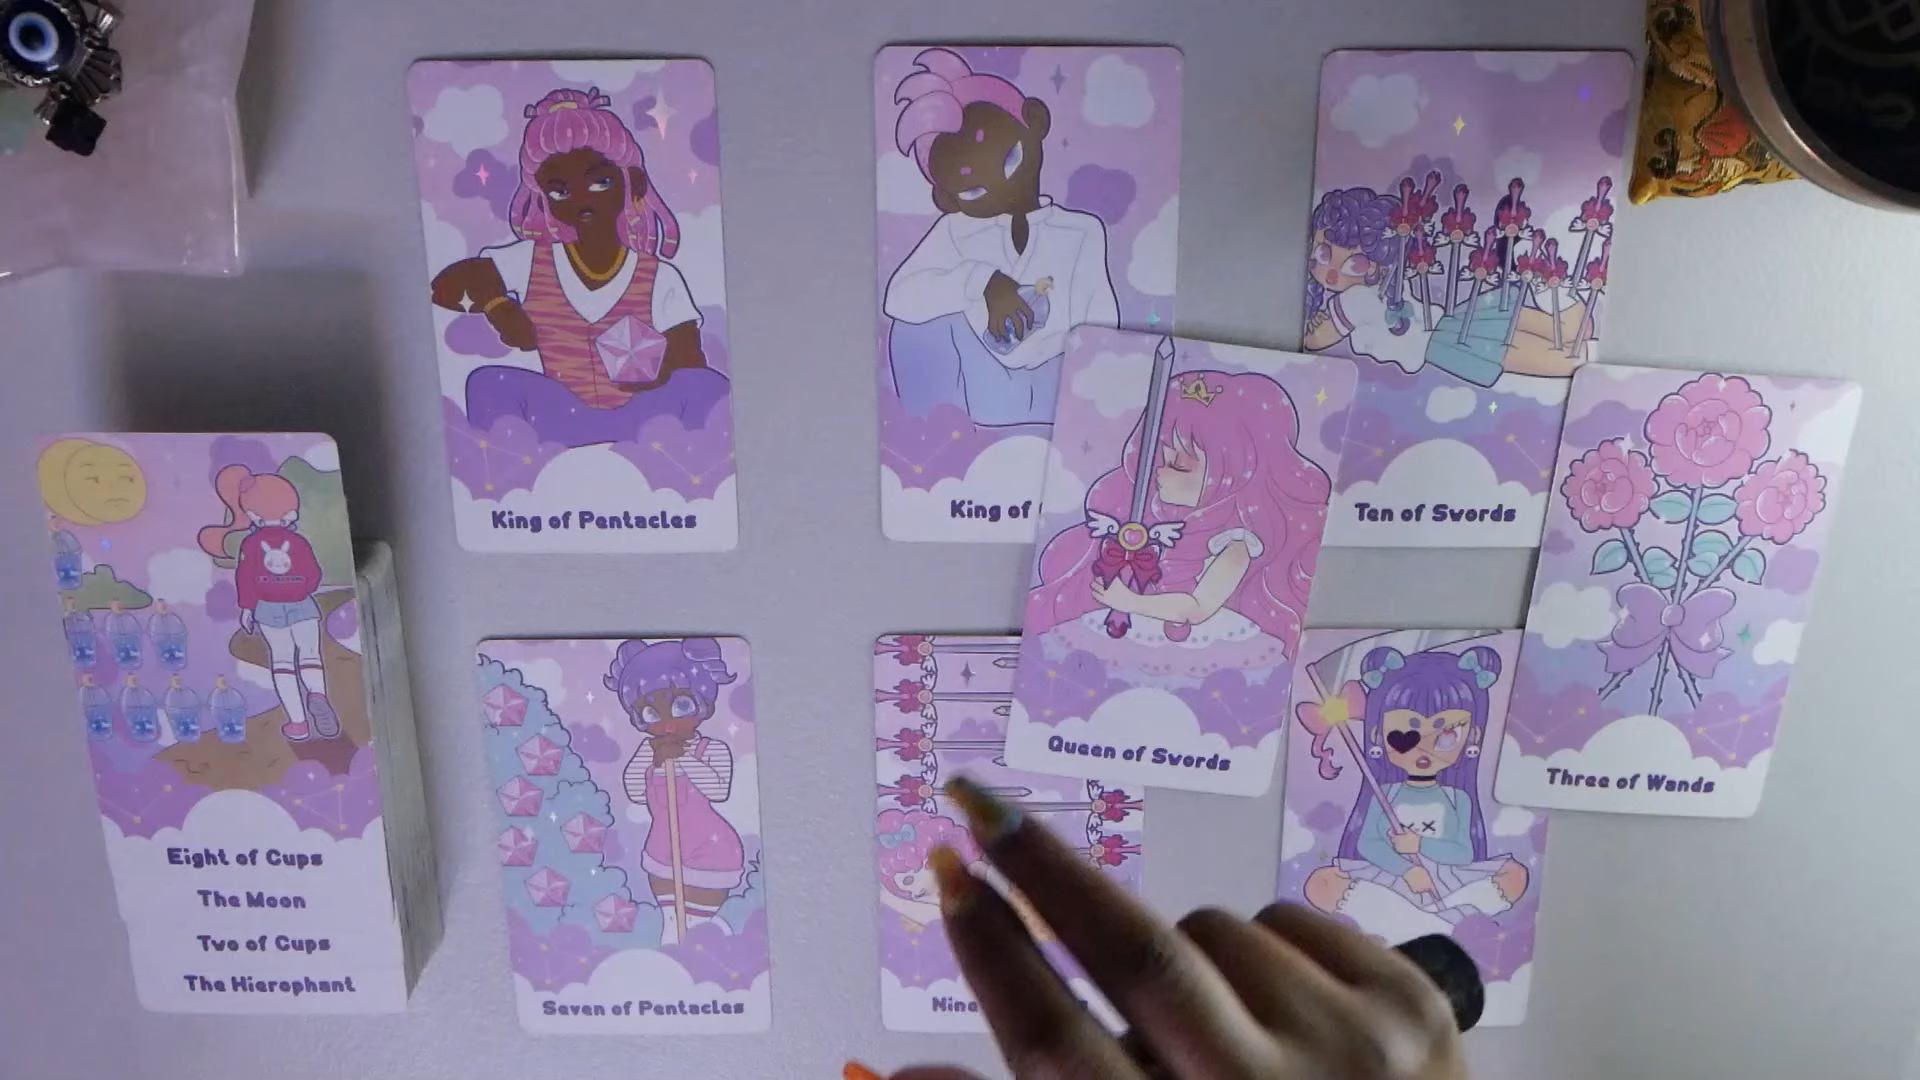 King of Pentacles
King of
Ten of Swords
Queen of Swords
Three of Wands
Eight of Cups
The Moon
Two of Cups
The Hierophant
Seven of Pentacles
Nine